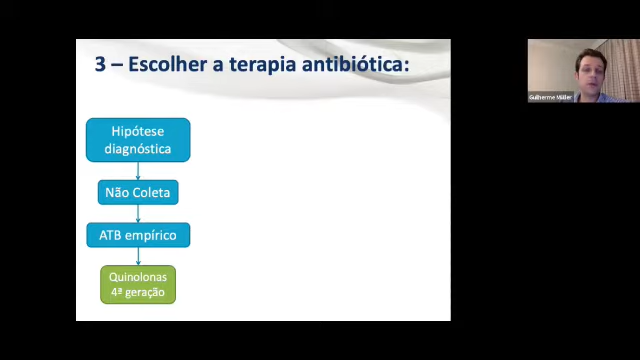 3 – Escolher a terapia antibiótica:
Hipótese
diagnóstica
Não Coleta
ATB empírico
Quinolonas
4ª geração
Guilherme Müller